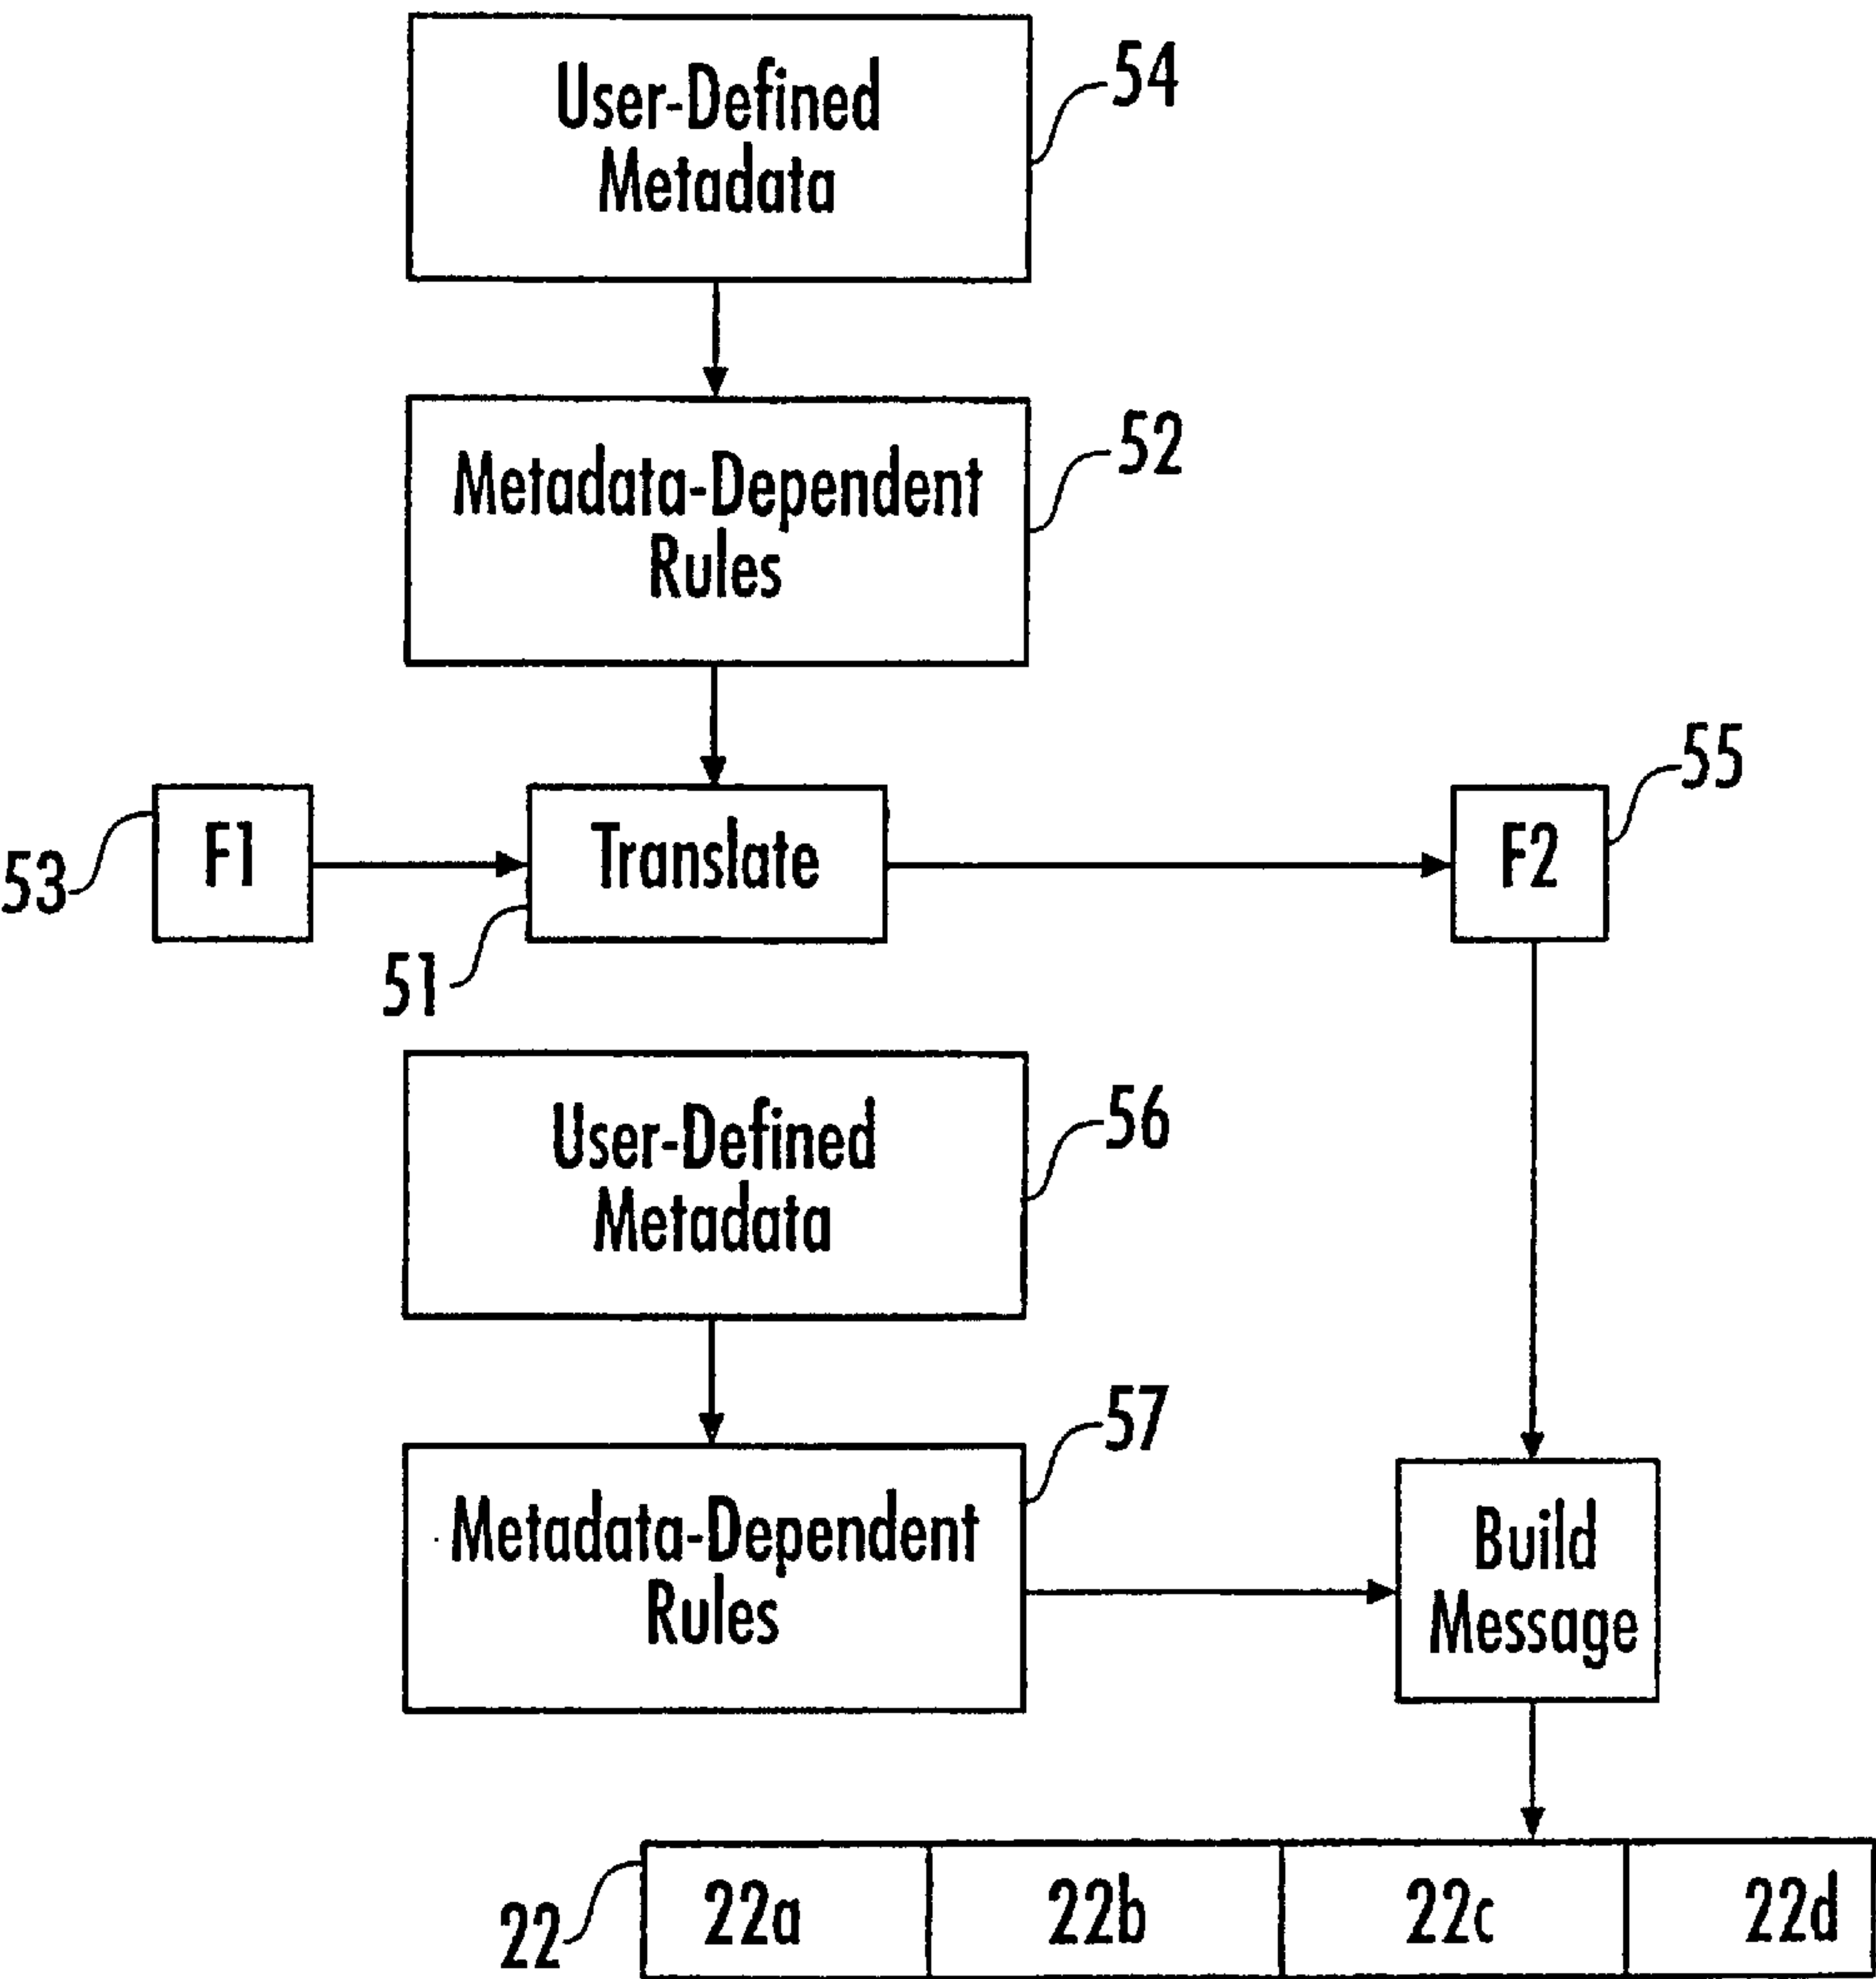 User-Defined
Metadata
54
Metadata-Dependent
Rules
52
53
F1
Translate
51
F2
55
User-Defined
Metadata
56
Metadata-Dependent
Rules
57
Build
Message
22
22a
22b
22c
22d